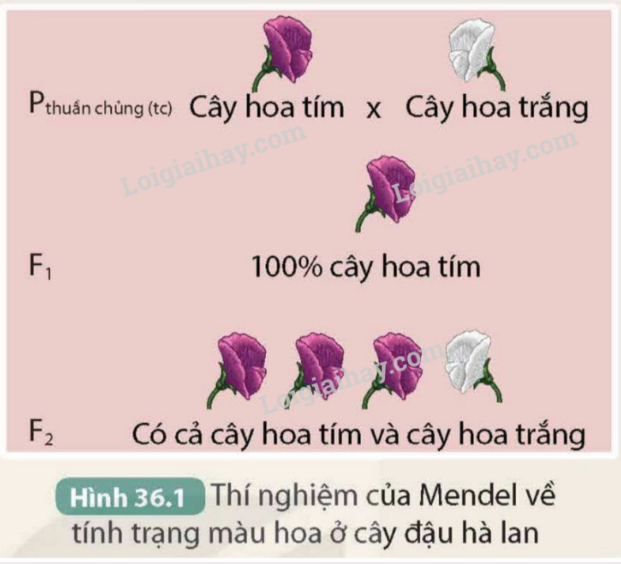 P thuần chủng (tc) Cây hoa tím x Cây hoa trắng
Loigiaihay.com
Loigiaihay.com
F₁ 100% cây hoa tím
Loigiaihay.com
F₂ Có cả cây hoa tím và cây hoa trắng
Hình 36.1 Thí nghiệm của Mendel về
tính trạng màu hoa ở cây đậu hà lan